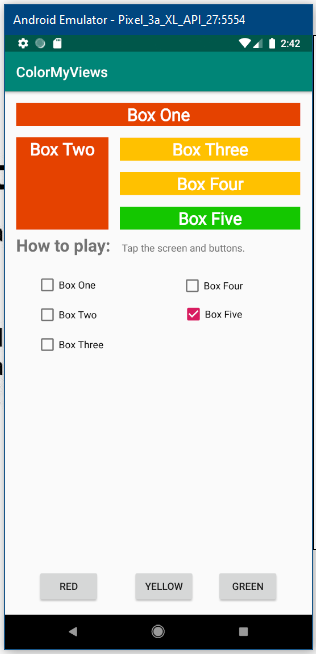 Android Emulator - Pixel_3a_XL_API_27:5554
2:42
ColorMyViews
Box One
Box Two
Box Three
Box Four
Box Five
How to play: Tap the screen and buttons.
Box One
Box Four
Box Two
Box Five
Box Three
RED YELLOW GREEN